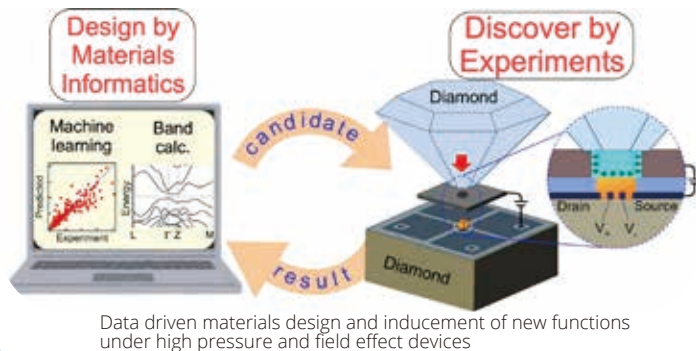 Design by
Materials
Informatics
Discover by
Experiments
Machine
learning
Band
calc.
Predicted
Experiment
Energy
L
Γ
Z
M
candidate
result
Diamond
Diamond
Drain
Source
V₊
V₋
Data driven materials design and inducement of new functions
under high pressure and field effect devices